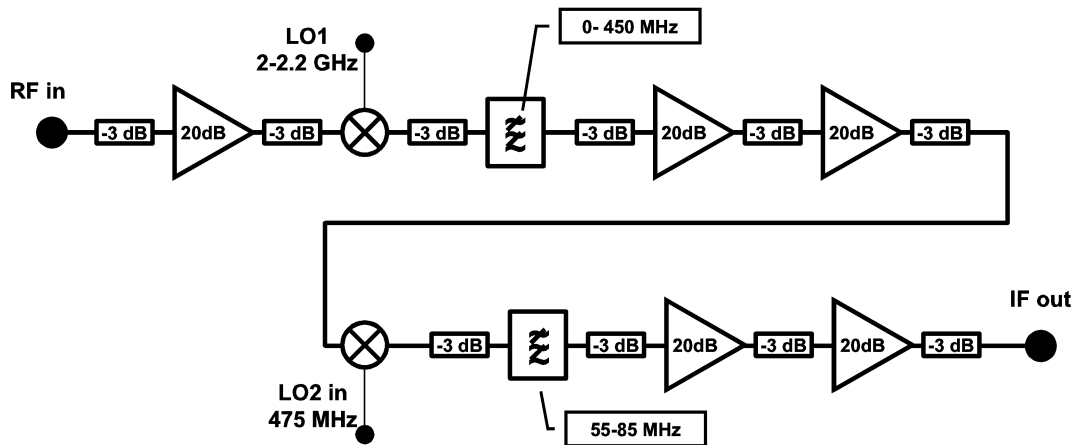 LO1
2-2.2 GHz
0- 450 MHz
RF in
-3 dB
20dB
-3 dB
-3 dB
-3 dB
20dB
-3 dB
20dB
-3 dB
IF out
-3 dB
-3 dB
20dB
-3 dB
20dB
-3 dB
LO2 in
475 MHz
55-85 MHz